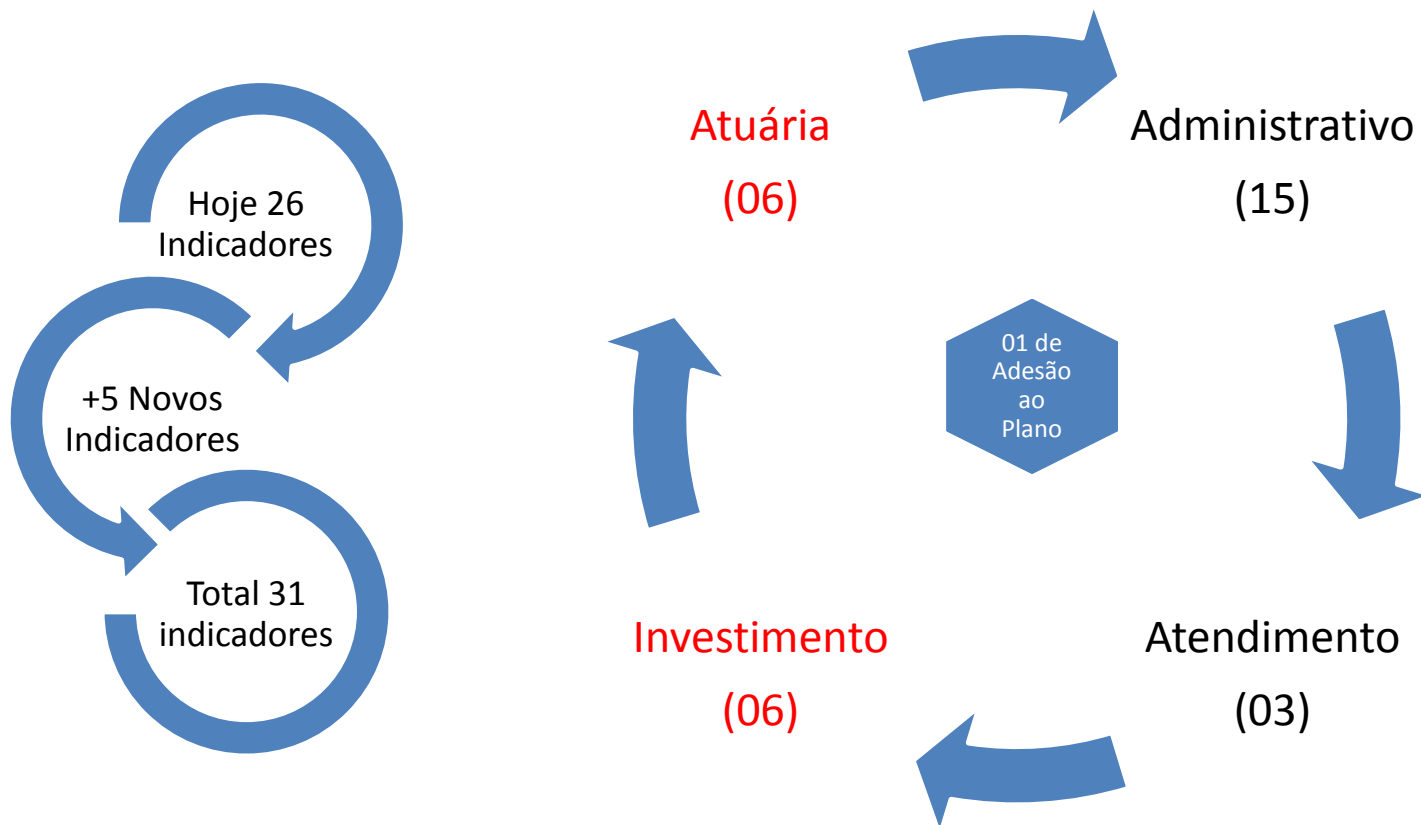 Hoje 26
Indicadores
+5 Novos
Indicadores
Total 31
indicadores
Atuária
(06)
Administrativo
(15)
01 de
Adesão
ao
Plano
Investimento
(06)
Atendimento
(03)